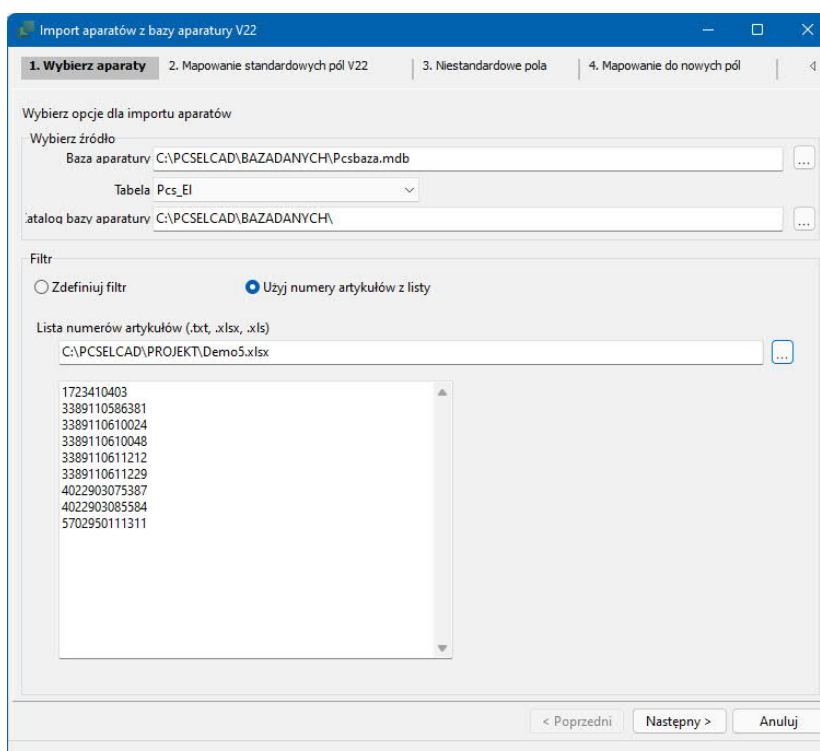 Import aparatów z bazy aparatury V22
1. Wybierz aparaty 2. Mapowanie standardowych pól V22 3. Niestandardowe pola 4. Mapowanie do nowych pól
Wybierz opcje dla importu aparatów
Wybierz źródło
Baza aparatury C:\PCSELCAD\BAZADANYCH\Pcsbaza.mdb ...
Tabela Pcs_El
atalog bazy aparatury C:\PCSELCAD\BAZADANYCH\ ...
Filtr
Zdefiniuj filtr Użyj numery artykułów z listy
Lista numerów artykułów (.txt, .xlsx, .xls)
C:\PCSELCAD\PROJEKT\Demo5.xlsx ...
1723410403
3389110586381
3389110610024
3389110610048
3389110611212
3389110611229
4022903075387
4022903085584
5702950111311
< Poprzedni Następny > Anuluj